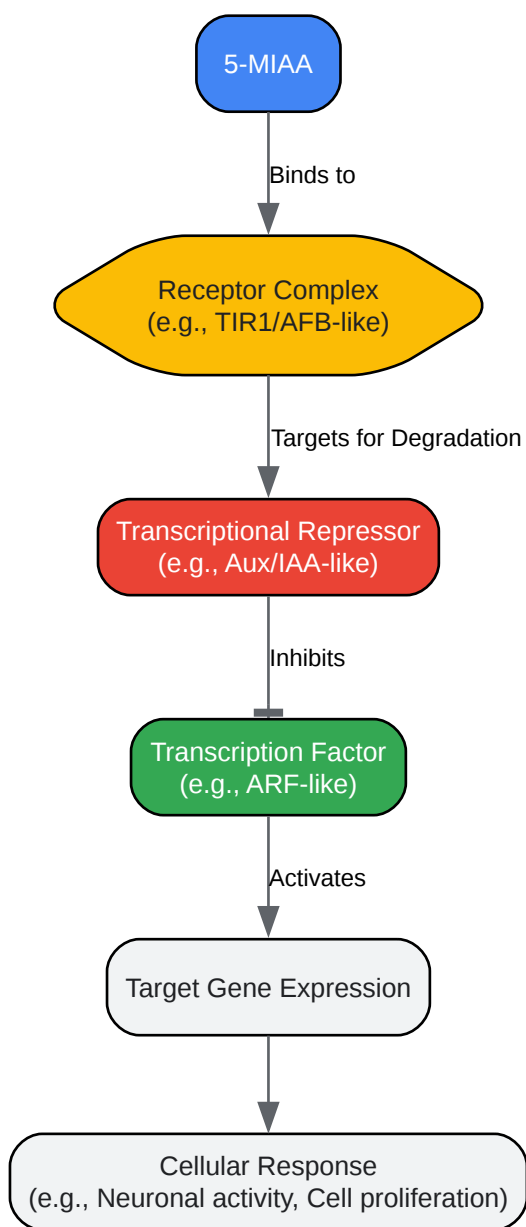 5-MIAA
Binds to
Receptor Complex
(e.g., TIR1/AFB-like)
Targets for Degradation
Transcriptional Repressor
(e.g., Aux/IAA-like)
Inhibits
Transcription Factor
(e.g., ARF-like)
Activates
Target Gene Expression
Cellular Response
(e.g., Neuronal activity, Cell proliferation)